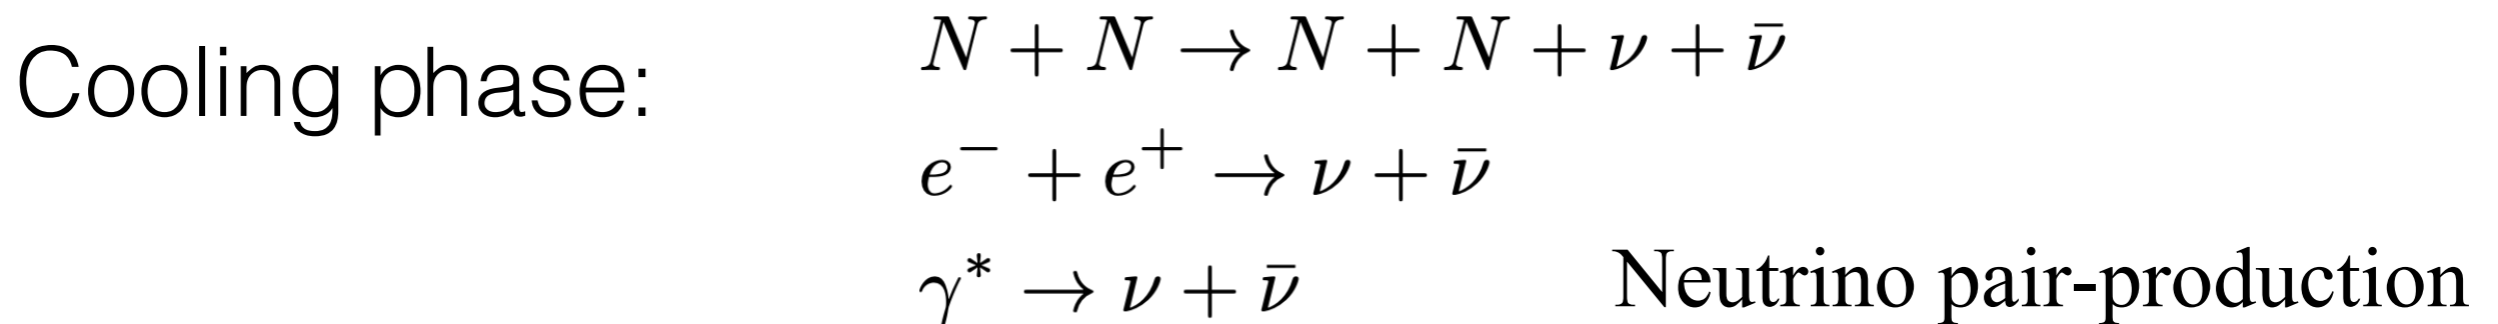 Cooling phase:
N + N → N + N + ν + ν̄
e⁻ + e⁺ → ν + ν̄
γ* → ν + ν̄
Neutrino pair-production